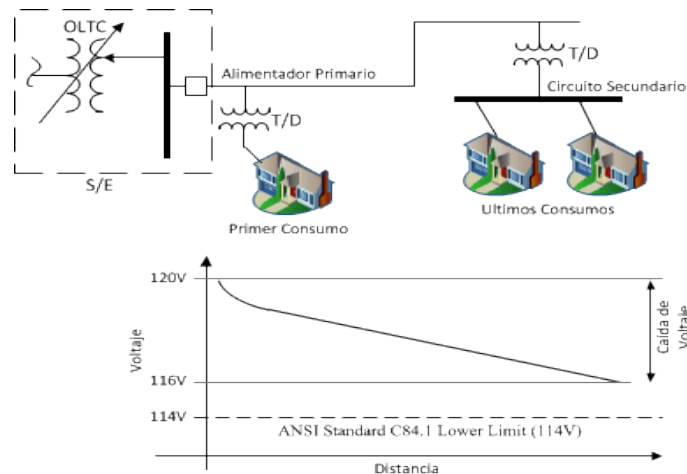 OLTC
T/D
Alimentador Primario
Circuito Secundario
T/D
S/E
Ultimos Consumos
Primer Consumo
120V
Caida de
Voltaje
Voltaje
116V
114V
ANSI Standard C84.1 Lower Limit (114V)
Distancia